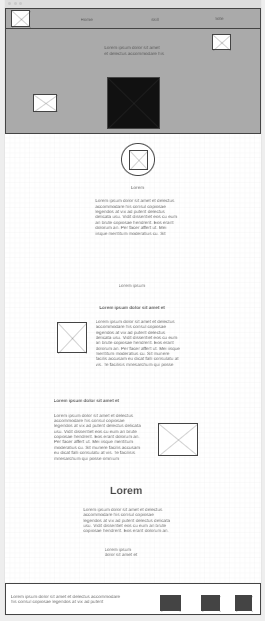 Lorem ipsum dolor sit amet
et delectus accommodare his
Lorem
Lorem ipsum dolor sit amet et delectus
accommodare his consul copiosae
legendos at vix ad putent delectus
delicata usu. Vidit dissentiet eos cu eum
an brute copiosae hendrerit. Eos erant
dolorum an. Per facer affert ut. Mei
iisque mentitum moderatius cu. Sit
Lorem ipsum
Lorem ipsum dolor sit amet et
Lorem ipsum dolor sit amet et delectus
accommodare his consul copiosae
legendos at vix ad putent delectus
delicata usu. Vidit dissentiet eos cu eum
an brute copiosae hendrerit. Eos erant
dolorum an. Per facer affert ut. Mei iisque
mentitum moderatius cu. Sit munere
facilis accusam eu dicat falli consulatu at
vis. Te facilisis mnesarchum qui posse
Lorem ipsum dolor sit amet et
Lorem ipsum dolor sit amet et delectus
accommodare his consul copiosae
legendos at vix ad putent delectus delicata
usu. Vidit dissentiet eos cu eum an brute
copiosae hendrerit. Eos erant dolorum an.
Per facer affert ut. Mei iisque mentitum
moderatius cu. Sit munere facilis accusam
eu dicat falli consulatu at vis. Te facilisis
mnesarchum qui posse dolorum
Lorem
Lorem ipsum dolor sit amet et delectus
accommodare his consul copiosae
legendos at vix ad putent delectus delicata
usu. Vidit dissentiet eos cu eum an brute
copiosae hendrerit. Eos erant dolorum an.
Lorem ipsum
dolor sit amet et
Lorem ipsum dolor sit amet et delectus accommodare
his consul copiosae legendos at vix ad putent